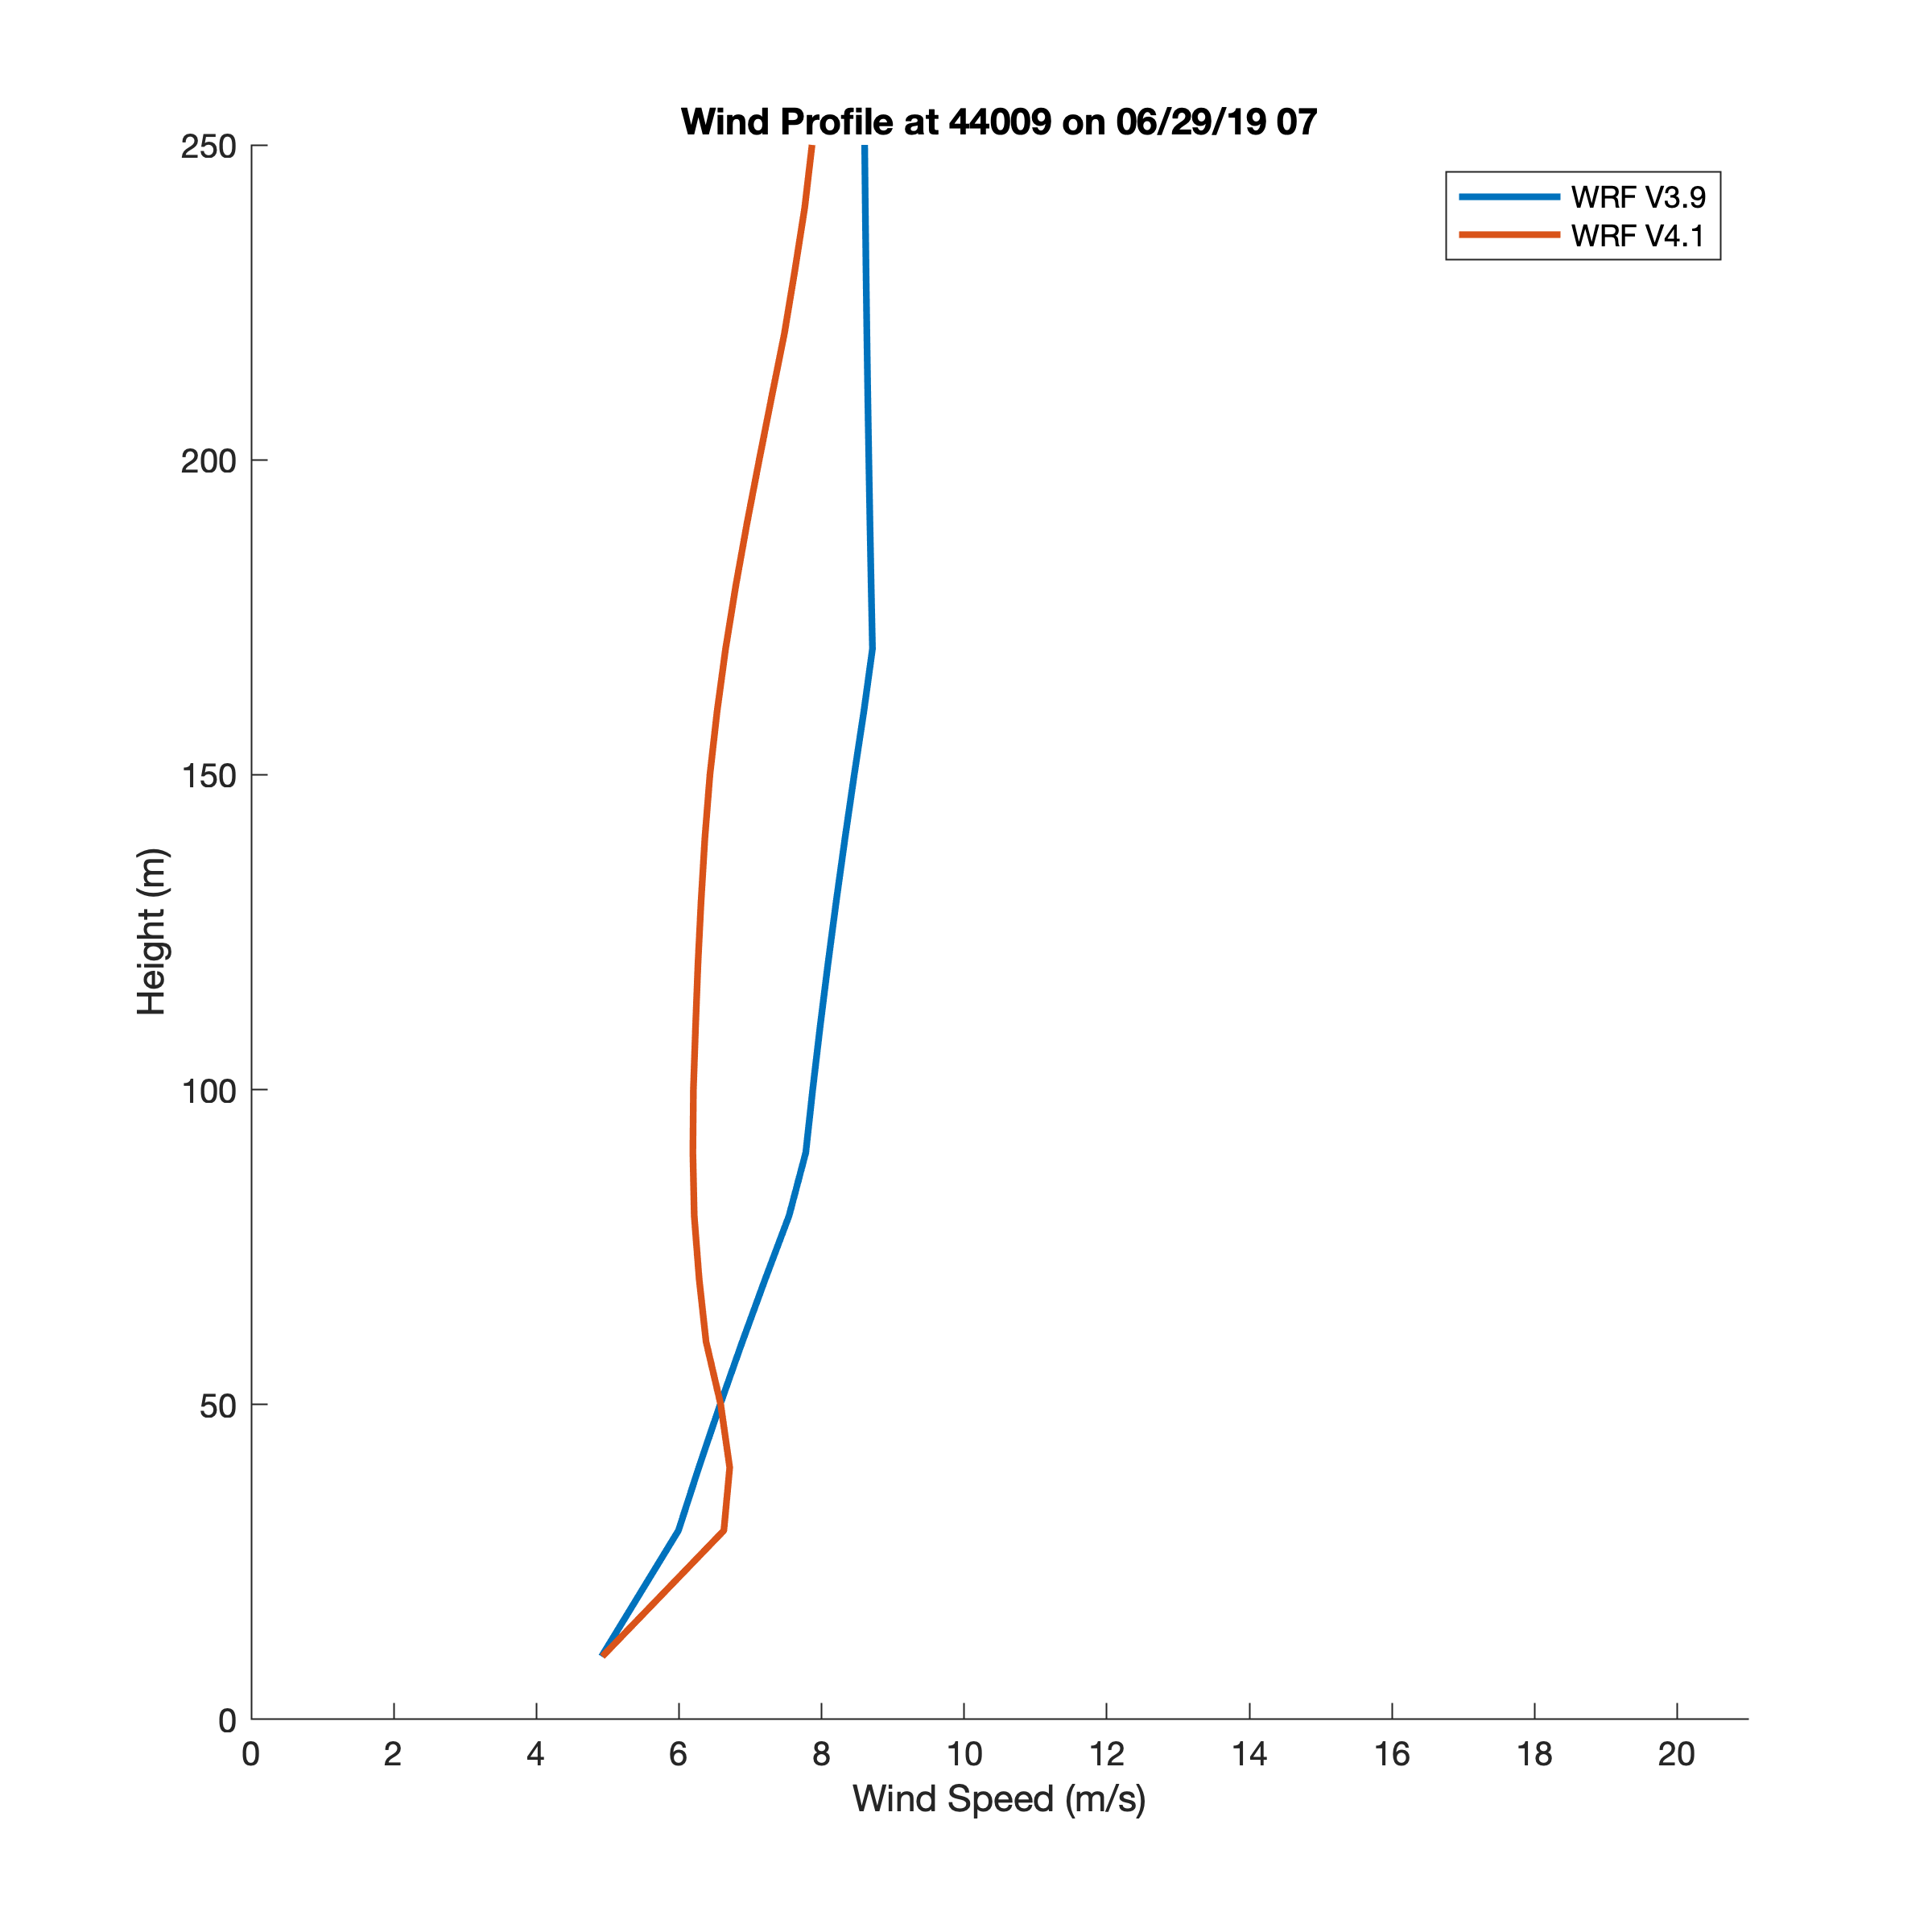 Wind Profile at 44009 on 06/29/19 07
WRF V3.9
WRF V4.1
250
200
150
100
50
0
Height (m)
0 2 4 6 8 10 12 14 16 18 20
Wind Speed (m/s)